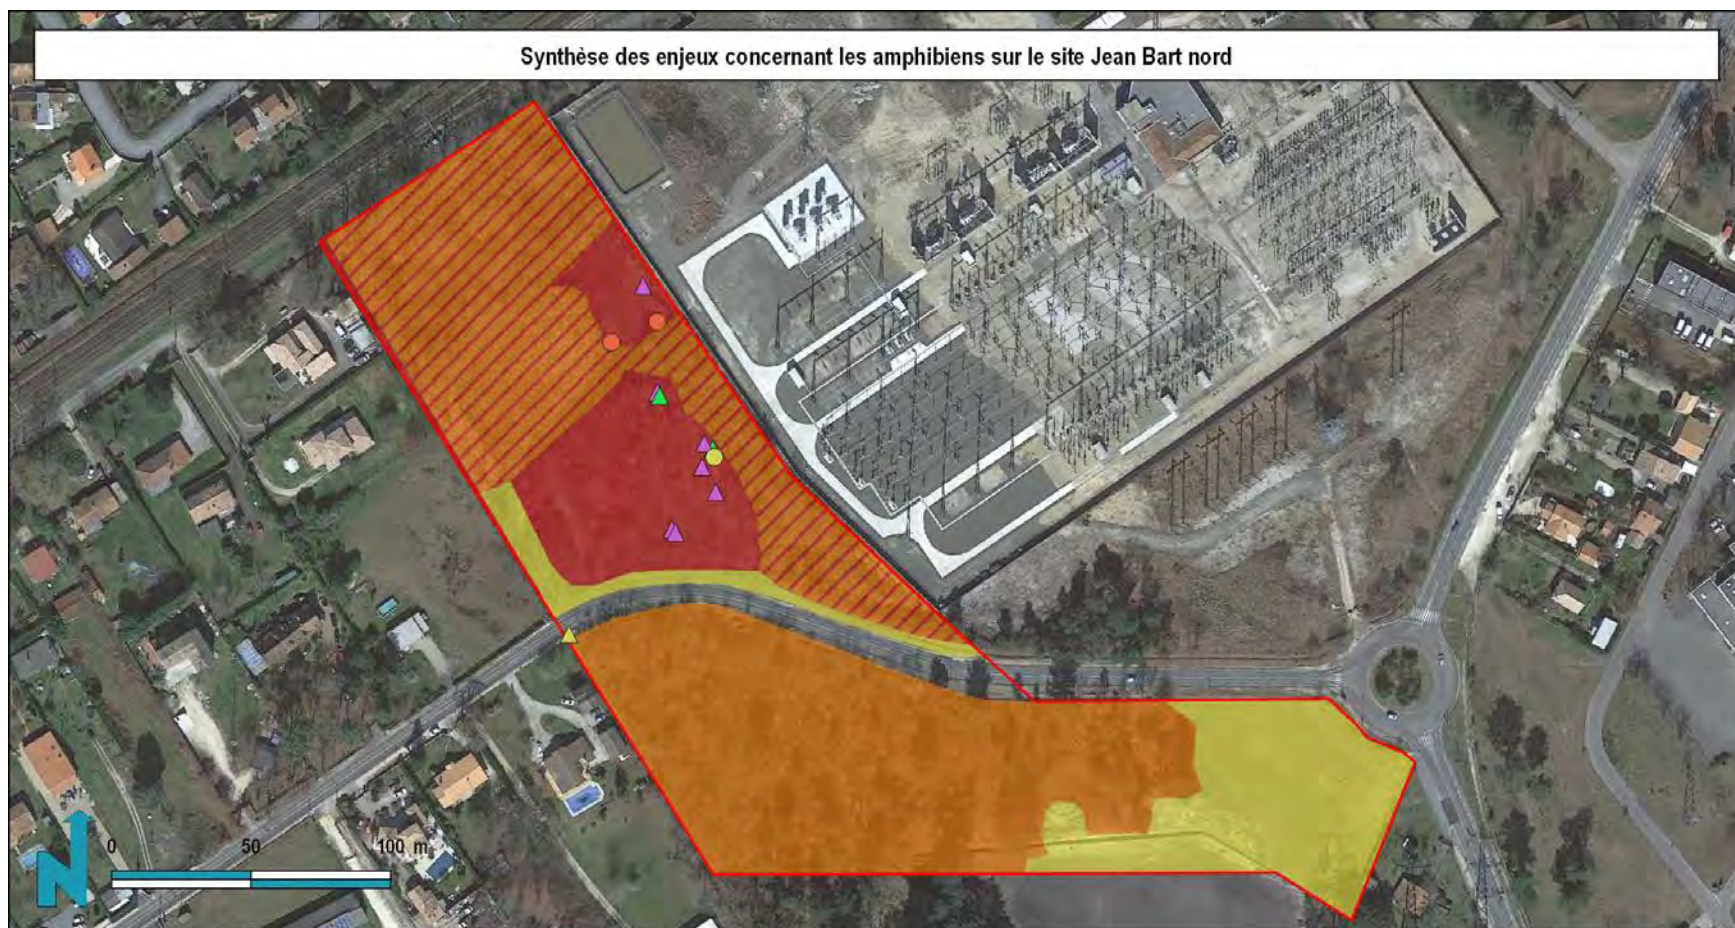 Synthèse des enjeux concernant les amphibiens sur le site Jean Bart nord
N
0 50 100 m